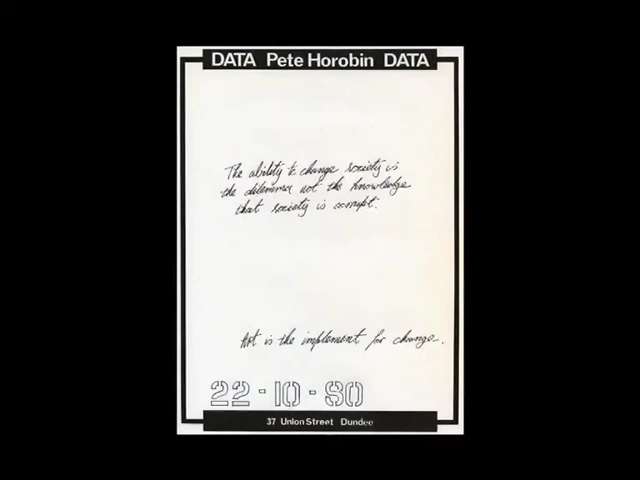 DATA Pete Horobin DATA
The ability to change society is
the dilemma not the knowledge
that society is corrupt.
Art is the implement for change.
22-10-80
37 Union Street Dundee